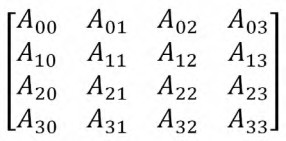 A₀₀ A₀₁ A₀₂ A₀₃
A₁₀ A₁₁ A₁₂ A₁₃
A₂₀ A₂₁ A₂₂ A₂₃
A₃₀ A₃₁ A₃₂ A₃₃